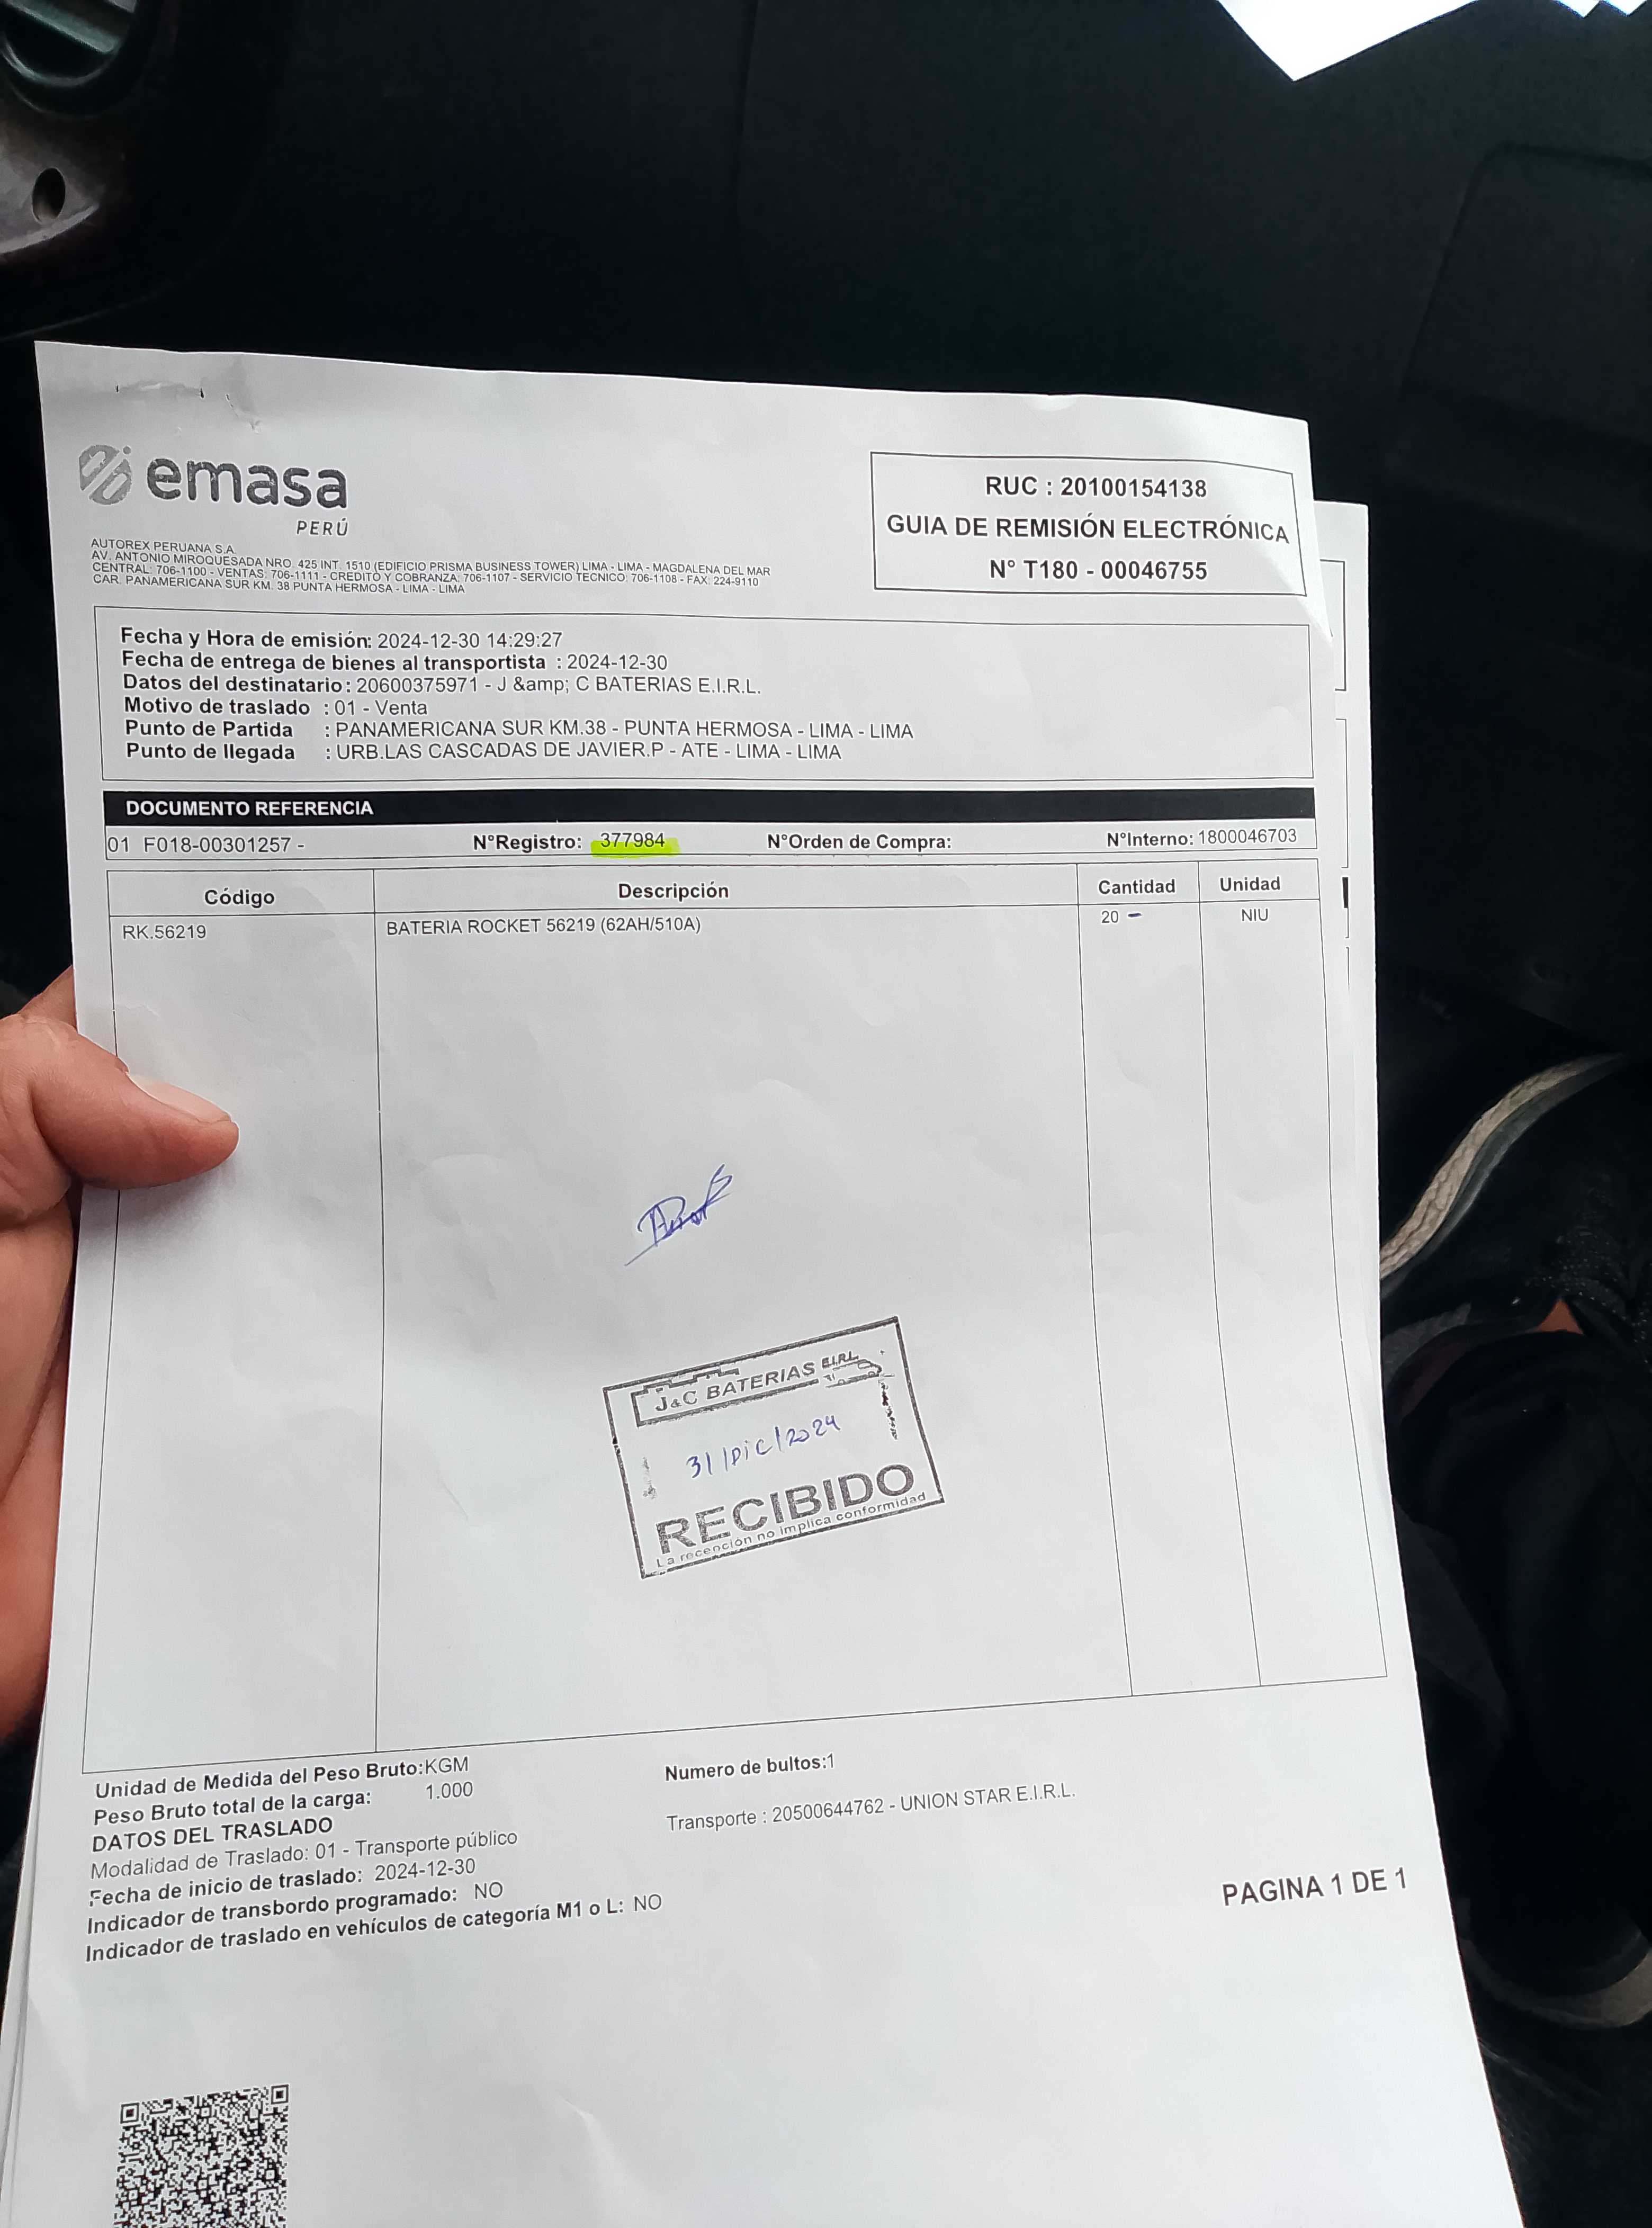 emasa
PERÚ
AUTOREX PERUANA S.A.
AV. ANTONIO MIROQUESADA NRO. 425 INT. 1510 (EDIFICIO PRISMA BUSINESS TOWER) LIMA - LIMA - MAGDALENA DEL MAR
CENTRAL: 706-1100 - VENTAS: 706-1111 - CREDITO Y COBRANZA: 706-1107 - SERVICIO TECNICO: 706-1108 - FAX: 224-9110
CAR. PANAMERICANA SUR KM. 38 PUNTA HERMOSA - LIMA - LIMA
RUC : 20100154138
GUIA DE REMISIÓN ELECTRÓNICA
N° T180 - 00046755
Fecha y Hora de emisión: 2024-12-30 14:29:27
Fecha de entrega de bienes al transportista : 2024-12-30
Datos del destinatario : 20600375971 - J &amp; C BATERIAS E.I.R.L.
Motivo de traslado : 01 - Venta
Punto de Partida : PANAMERICANA SUR KM.38 - PUNTA HERMOSA - LIMA - LIMA
Punto de llegada : URB.LAS CASCADAS DE JAVIER.P - ATE - LIMA - LIMA
DOCUMENTO REFERENCIA
01 F018-00301257 - N°Registro: 377984 N°Orden de Compra: N°Interno: 1800046703
Código Descripción Cantidad Unidad
RK.56219 BATERIA ROCKET 56219 (62AH/510A) 20 - NIU
J&C BATERIAS E.I.R.L.
31/DiC/2024
RECIBIDO
La recención no implica conformidad
Unidad de Medida del Peso Bruto: KGM
Peso Bruto total de la carga: 1.000
DATOS DEL TRASLADO
Modalidad de Traslado: 01 - Transporte público
Fecha de inicio de traslado: 2024-12-30
Indicador de transbordo programado: NO
Indicador de traslado en vehículos de categoría M1 o L: NO
Numero de bultos:1
Transporte : 20500644762 - UNION STAR E.I.R.L.
PAGINA 1 DE 1